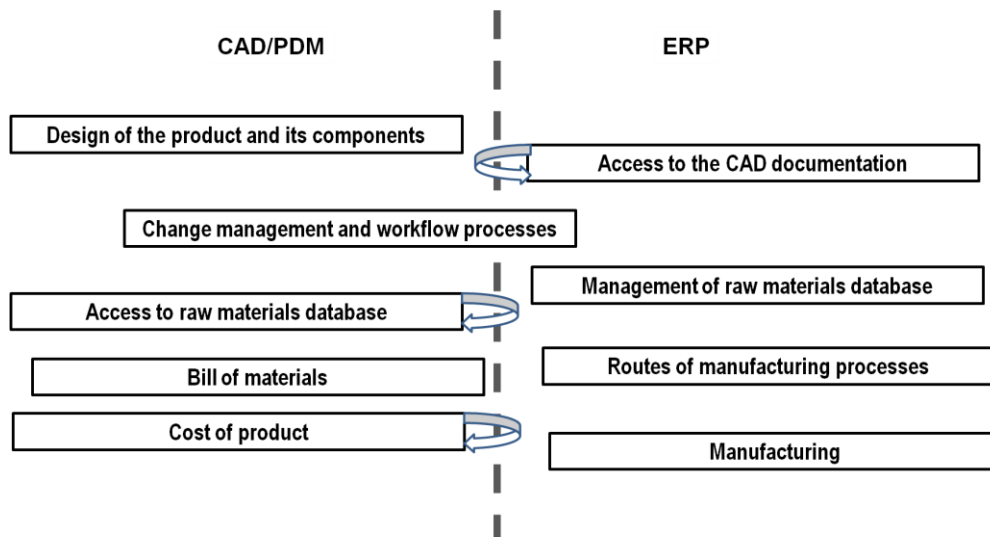 CAD/PDM
ERP
Design of the product and its components
Access to the CAD documentation
Change management and workflow processes
Management of raw materials database
Access to raw materials database
Routes of manufacturing processes
Bill of materials
Cost of product
Manufacturing